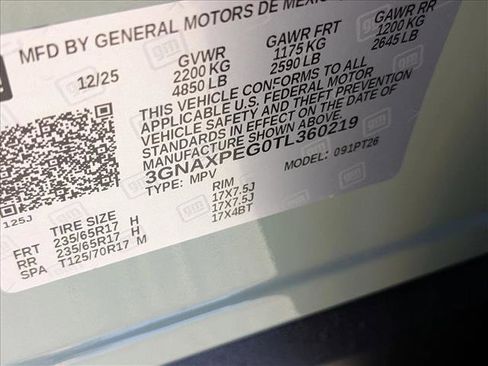 MFD BY GENERAL MOTORS DE MEXICO
12/25
GVWR
2200 KG
4850 LB
GAWR FRT
1175 KG
2590 LB
GAWR RR
1200 KG
2645 LB
THIS VEHICLE CONFORMS TO ALL
APPLICABLE U.S. FEDERAL MOTOR
VEHICLE SAFETY AND THEFT PREVENTION
STANDARDS IN EFFECT ON THE DATE OF
MANUFACTURE SHOWN ABOVE.
3GNAXPEG0TL360219
TYPE: MPV
MODEL: 091PT26
125J
TIRE SIZE
RIM
FRT 235/65R17 H 17X7.5J
RR 235/65R17 H 17X7.5J
SPA T125/70R17 M 17X4BT
gm